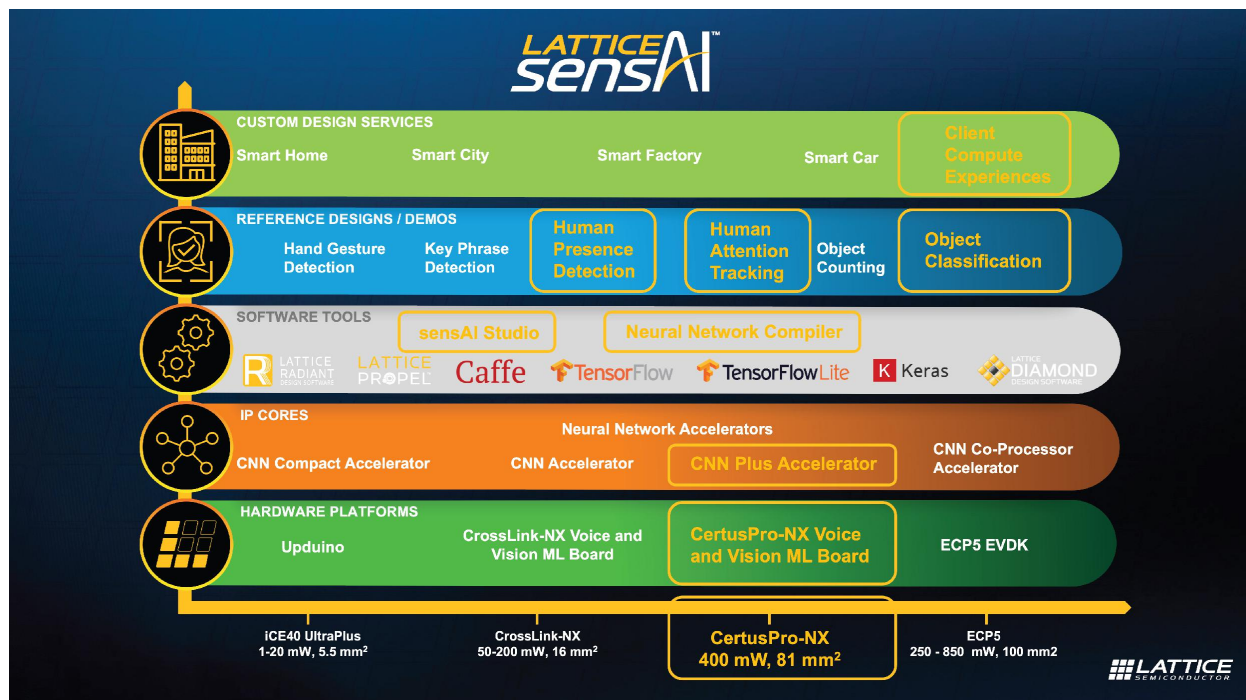 LATTICE
sensAI™
CUSTOM DESIGN SERVICES
Smart Home
Smart City
Smart Factory
Smart Car
Client
Compute
Experiences
REFERENCE DESIGNS / DEMOS
Hand Gesture
Detection
Key Phrase
Detection
Human
Presence
Detection
Human
Attention
Tracking
Object
Counting
Object
Classification
SOFTWARE TOOLS
sensAI Studio
Neural Network Compiler
R LATTICE
RADIANT
DESIGN SOFTWARE
LATTICE
PROPEL
Caffe
TensorFlow
TensorFlowLite
K Keras
LATTICE
DIAMOND
DESIGN SOFTWARE
IP CORES
Neural Network Accelerators
CNN Compact Accelerator
CNN Accelerator
CNN Plus Accelerator
CNN Co-Processor
Accelerator
HARDWARE PLATFORMS
Upduino
CrossLink-NX Voice and
Vision ML Board
CertusPro-NX Voice
and Vision ML Board
ECP5 EVDK
iCE40 UltraPlus
1-20 mW, 5.5 mm²
CrossLink-NX
50-200 mW, 16 mm²
CertusPro-NX
400 mW, 81 mm²
ECP5
250 - 850 mW, 100 mm2
LATTICE
SEMICONDUCTOR